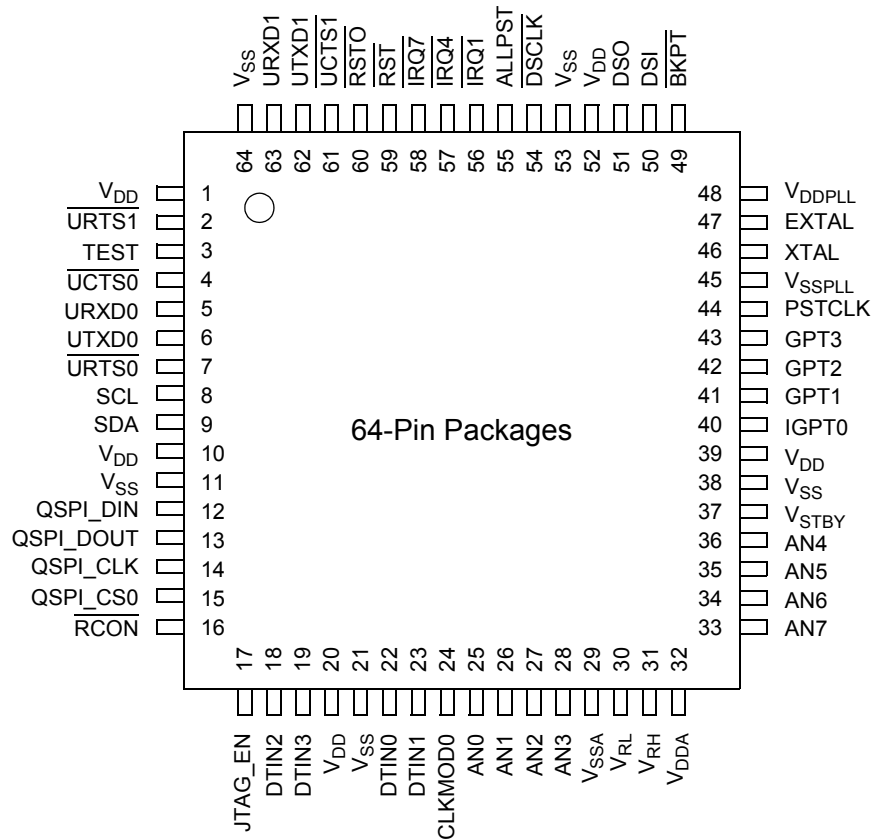 VSS
URXD1
UTXD1
UCTS1
RSTO
RST
IRQ7
IRQ4
IRQ1
ALLPST
DSCLK
VSS
VDD
DSO
DSI
BKPT
64
63
62
61
60
59
58
57
56
55
54
53
52
51
50
49
VDD 1
URTS1 2
TEST 3
UCTS0 4
URXD0 5
UTXD0 6
URTS0 7
SCL 8
SDA 9
VDD 10
VSS 11
QSPI_DIN 12
QSPI_DOUT 13
QSPI_CLK 14
QSPI_CS0 15
RCON 16
64-Pin Packages
48 VDDPLL
47 EXTAL
46 XTAL
45 VSSPLL
44 PSTCLK
43 GPT3
42 GPT2
41 GPT1
40 IGPT0
39 VDD
38 VSS
37 VSTBY
36 AN4
35 AN5
34 AN6
33 AN7
17
18
19
20
21
22
23
24
25
26
27
28
29
30
31
32
JTAG_EN
DTIN2
DTIN3
VDD
VSS
DTIN0
DTIN1
CLKMOD0
AN0
AN1
AN2
AN3
VSSA
VRL
VRH
VDDA